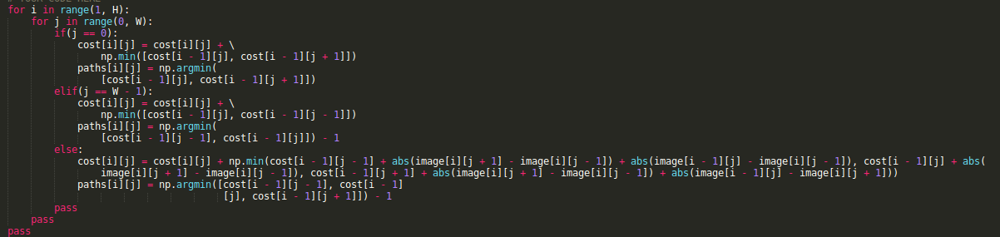 # YOUR CODE HERE
for i in range(1, H):
    for j in range(0, W):
        if(j == 0):
            cost[i][j] = cost[i][j] + \
                np.min([cost[i - 1][j], cost[i - 1][j + 1]])
            paths[i][j] = np.argmin(
                [cost[i - 1][j], cost[i - 1][j + 1]])
        elif(j == W - 1):
            cost[i][j] = cost[i][j] + \
                np.min([cost[i - 1][j], cost[i - 1][j - 1]])
            paths[i][j] = np.argmin(
                [cost[i - 1][j - 1], cost[i - 1][j]]) - 1
        else:
            cost[i][j] = cost[i][j] + np.min(cost[i - 1][j - 1] + abs(image[i][j + 1] - image[i][j - 1]) + abs(image[i - 1][j] - image[i][j - 1]), cost[i - 1][j] + abs(
                image[i][j + 1] - image[i][j - 1]), cost[i - 1][j + 1] + abs(image[i][j + 1] - image[i][j - 1]) + abs(image[i - 1][j] - image[i][j + 1]))
            paths[i][j] = np.argmin([cost[i - 1][j - 1], cost[i - 1]
                                     [j], cost[i - 1][j + 1]]) - 1
        pass
    pass
pass